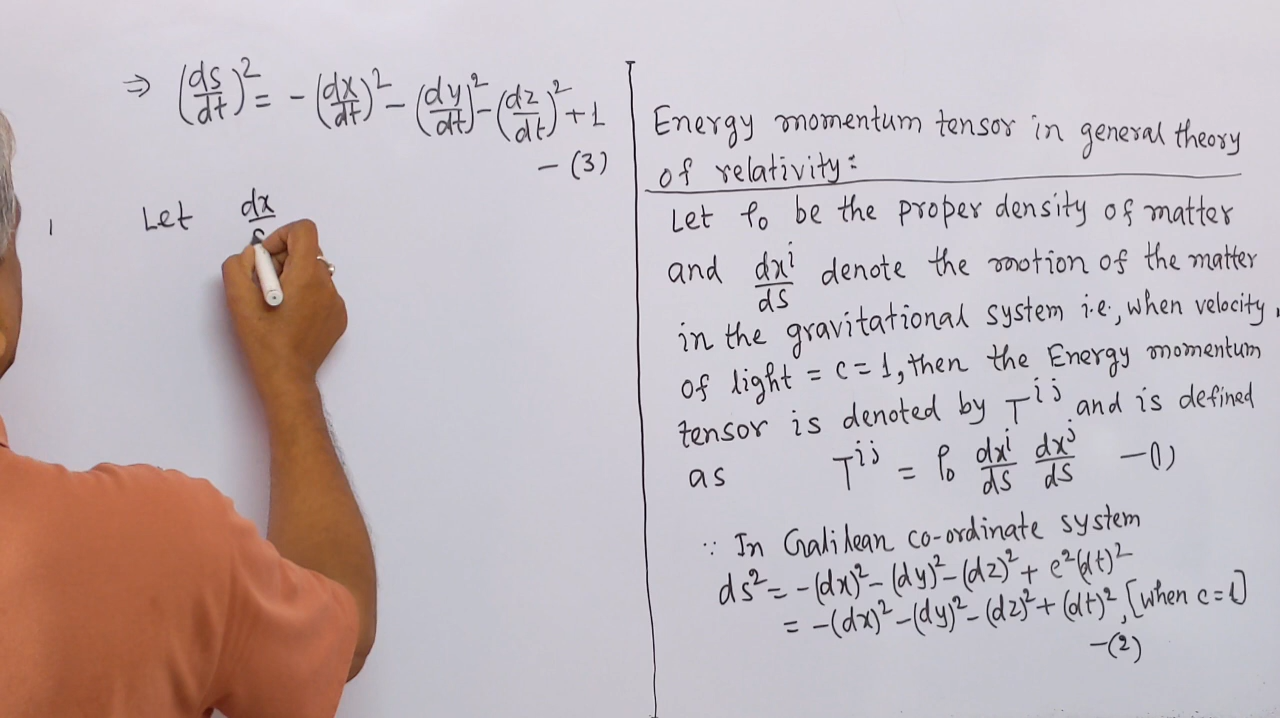 ⇒ (ds/dt)² = -(dx/dt)² - (dy/dt)² - (dz/dt)² + 1
- (3)
Let dx
Energy momentum tensor in general theory
of relativity:
Let ρ₀ be the proper density of matter
and dxⁱ/ds denote the motion of the matter
in the gravitational system i.e., when velocity
of light = c = 1, then the Energy momentum
tensor is denoted by Tⁱʲ and is defined
as Tⁱʲ = ρ₀ dxⁱ/ds dxʲ/ds -(1)
∵ In Galilean co-ordinate system
ds² = -(dx)² - (dy)² - (dz)² + c²(dt)²
= -(dx)² - (dy)² - (dz)² + (dt)², [when c=1]
-(2)